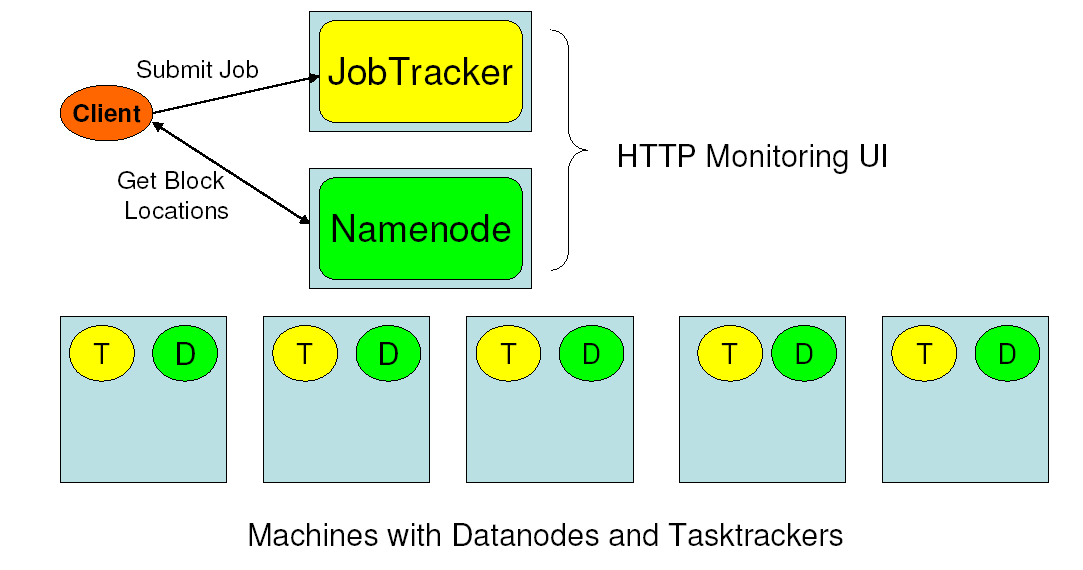 Submit Job
JobTracker
Client
HTTP Monitoring UI
Get Block
Locations
Namenode
T D T D T D T D T D
Machines with Datanodes and Tasktrackers